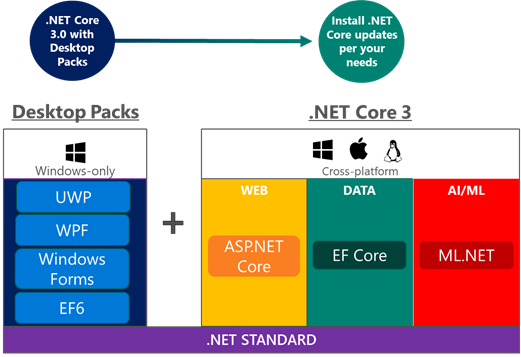 .NET Core
3.0 with
Desktop
Packs
Install .NET
Core updates
per your
needs
Desktop Packs
.NET Core 3
Windows-only
Cross-platform
UWP
WPF
Windows
Forms
EF6
+
WEB
ASP.NET
Core
DATA
EF Core
AI/ML
ML.NET
.NET STANDARD